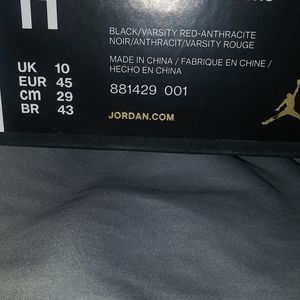 11
BLACK/VARSITY RED-ANTHRACITE
NOIR/ANTHRACIT/VARSITY ROUGE
MADE IN CHINA / FABRIQUE EN CHINE /
HECHO EN CHINA
UK 10
EUR 45
CM 29
BR 43
881429 001
JORDAN.COM